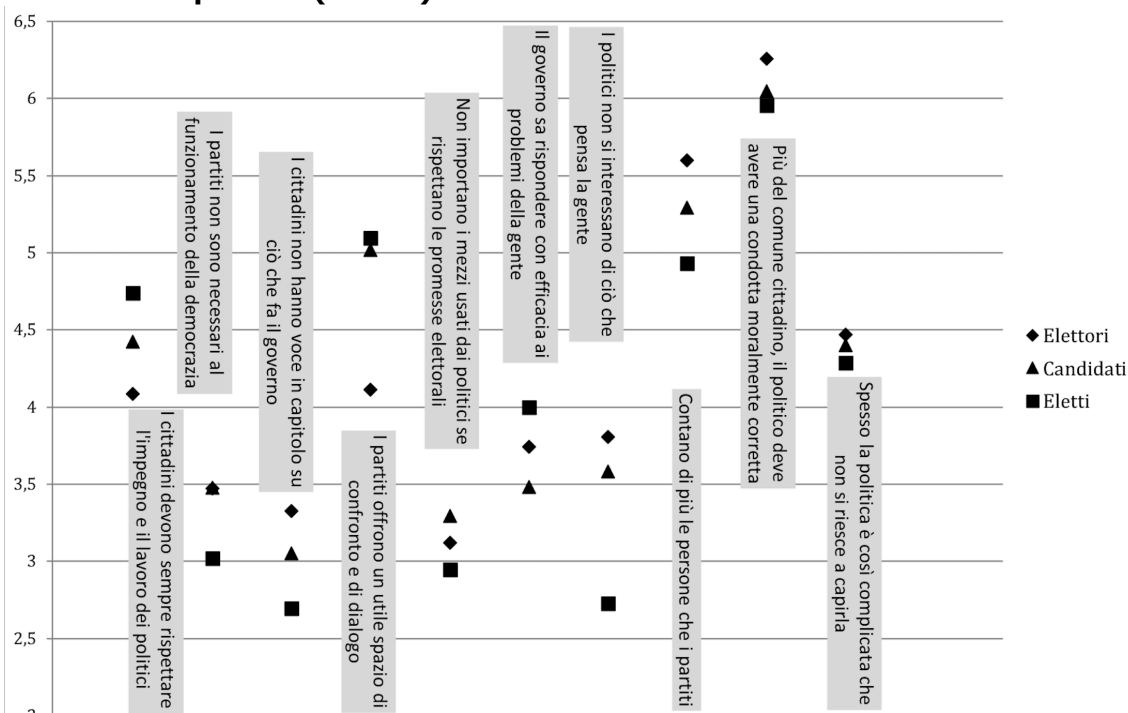 6,5
6
5,5
5
4,5
4
3,5
3
2,5
I cittadini devono sempre rispettare
l'impegno e il lavoro dei politici
I partiti non sono necessari al
funzionamento della democrazia
I cittadini non hanno voce in capitolo su
ciò che fa il governo
I partiti offrono un utile spazio di
confronto e di dialogo
Non importano i mezzi usati dai politici se
rispettano le promesse elettorali
Il governo sa rispondere con efficacia ai
problemi della gente
I politici non si interessano di ciò che
pensa la gente
Contano di più le persone che i partiti
Più del comune cittadino, il politico deve
avere una condotta moralmente corretta
Spesso la politica è così complicata che
non si riesce a capirla
Elettori
Candidati
Eletti